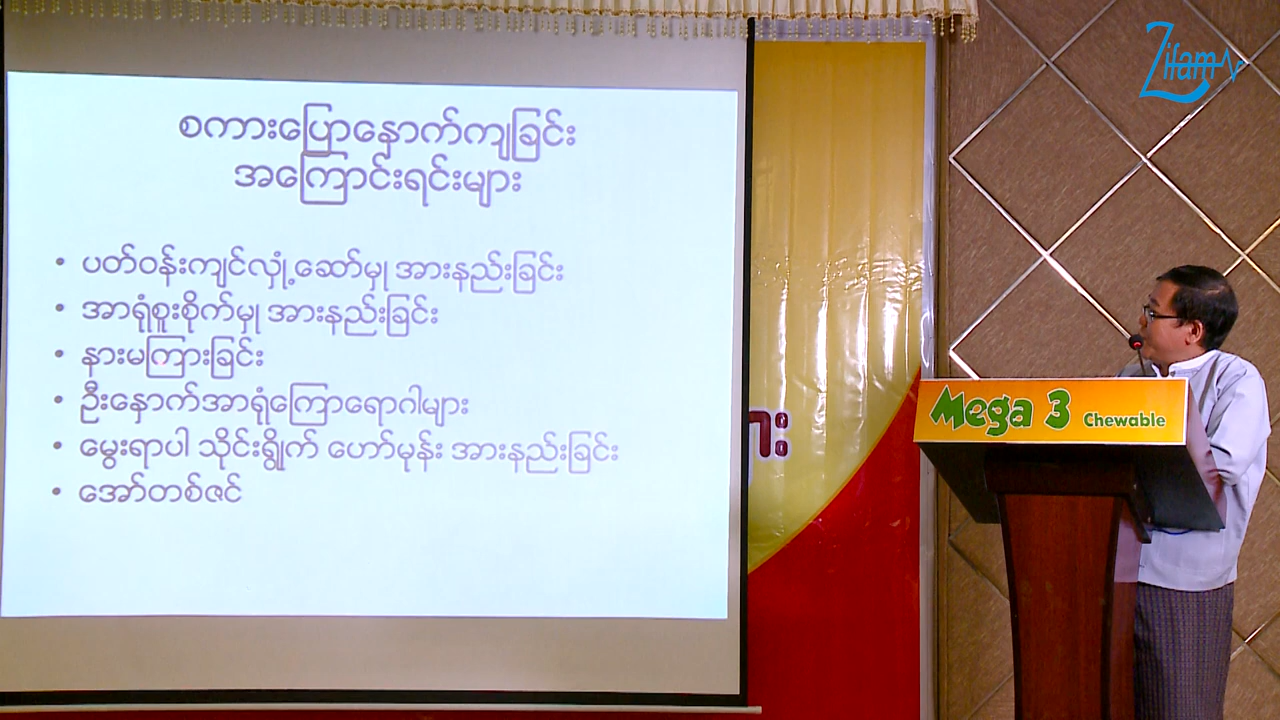 စကားပြောနောက်ကျခြင်း
အကြောင်းရင်းများ
• ပတ်ဝန်းကျင်လှုံ့ဆော်မှု အားနည်းခြင်း
• အာရုံစူးစိုက်မှု အားနည်းခြင်း
• နားမကြားခြင်း
• ဦးနှောက်အာရုံကြောရောဂါများ
• မွေးရာပါ သိုင်းရွိုက် ဟော်မုန်း အားနည်းခြင်း
• အော်တစ်ဇင်
Zifam
Mega 3 Chewable